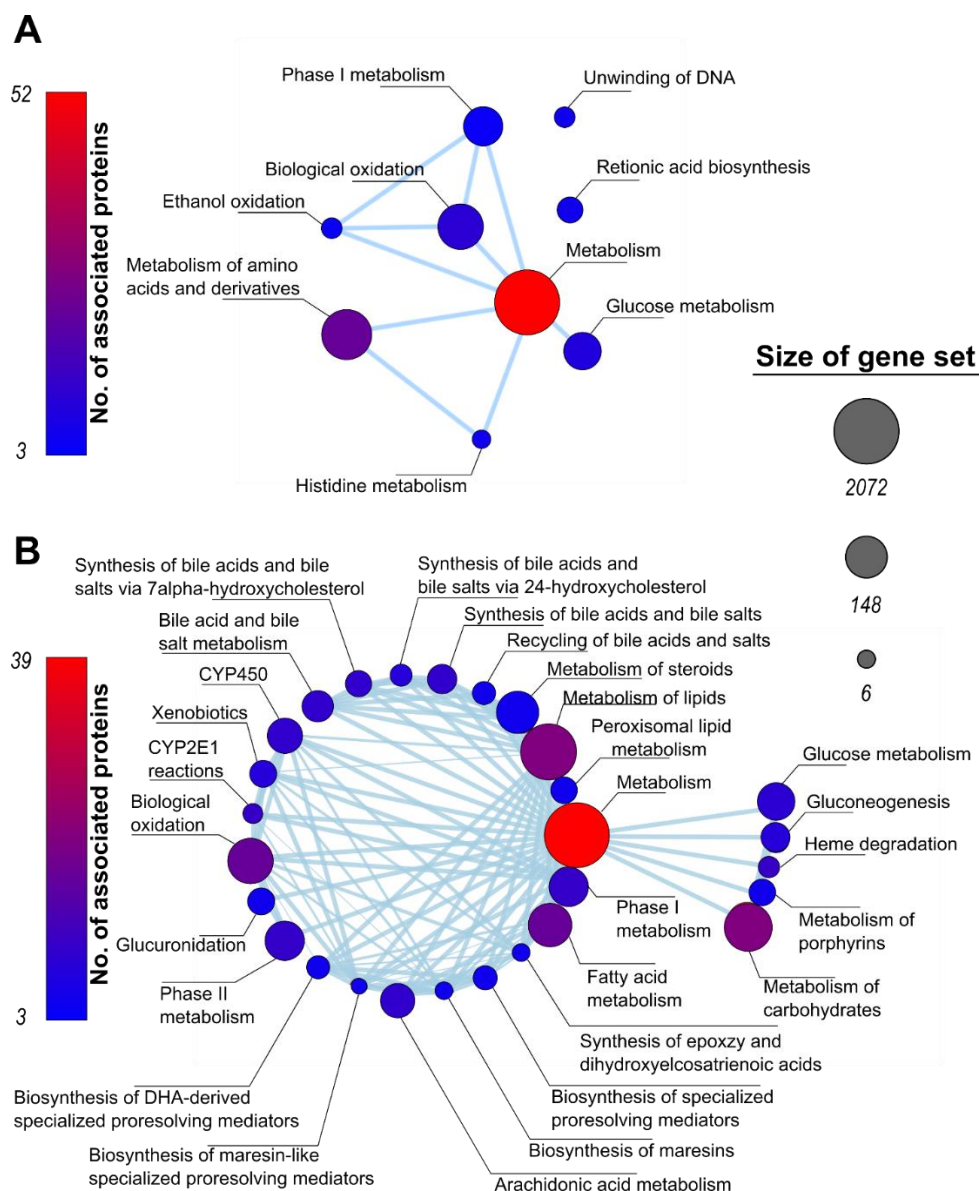 A
52
3
No. of associated proteins
Phase I metabolism
Unwinding of DNA
Biological oxidation
Retionic acid biosynthesis
Ethanol oxidation
Metabolism
Metabolism of amino
acids and derivatives
Glucose metabolism
Histidine metabolism
Size of gene set
2072
148
6
B
39
3
No. of associated proteins
Synthesis of bile acids and bile
salts via 7alpha-hydroxycholesterol
Synthesis of bile acids and
bile salts via 24-hydroxycholesterol
Bile acid and bile
salt metabolism
Synthesis of bile acids and bile salts
Recycling of bile acids and salts
CYP450
Metabolism of steroids
Metabolism of lipids
Xenobiotics
Peroxisomal lipid
metabolism
CYP2E1
reactions
Metabolism
Glucose metabolism
Biological
oxidation
Gluconeogenesis
Heme degradation
Glucuronidation
Phase I
metabolism
Metabolism of
porphyrins
Phase II
metabolism
Fatty acid
metabolism
Metabolism of
carbohydrates
Synthesis of epoxzy and
dihydroxyelcosatrienoic acids
Biosynthesis of DHA-derived
specialized proresolving mediators
Biosynthesis of specialized
proresolving mediators
Biosynthesis of maresin-like
specialized proresolving mediators
Biosynthesis of maresins
Arachidonic acid metabolism